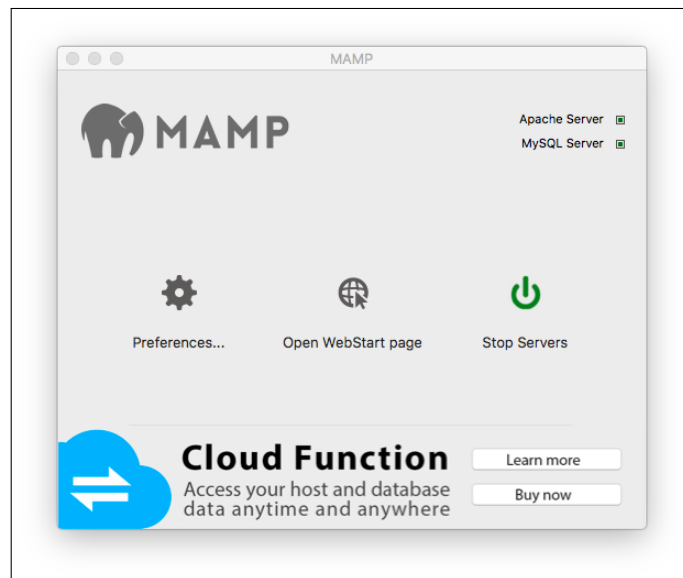 MAMP
MAMP
Apache Server
MySQL Server
Preferences...
Open WebStart page
Stop Servers
Cloud Function
Access your host and database
data anytime and anywhere
Learn more
Buy now